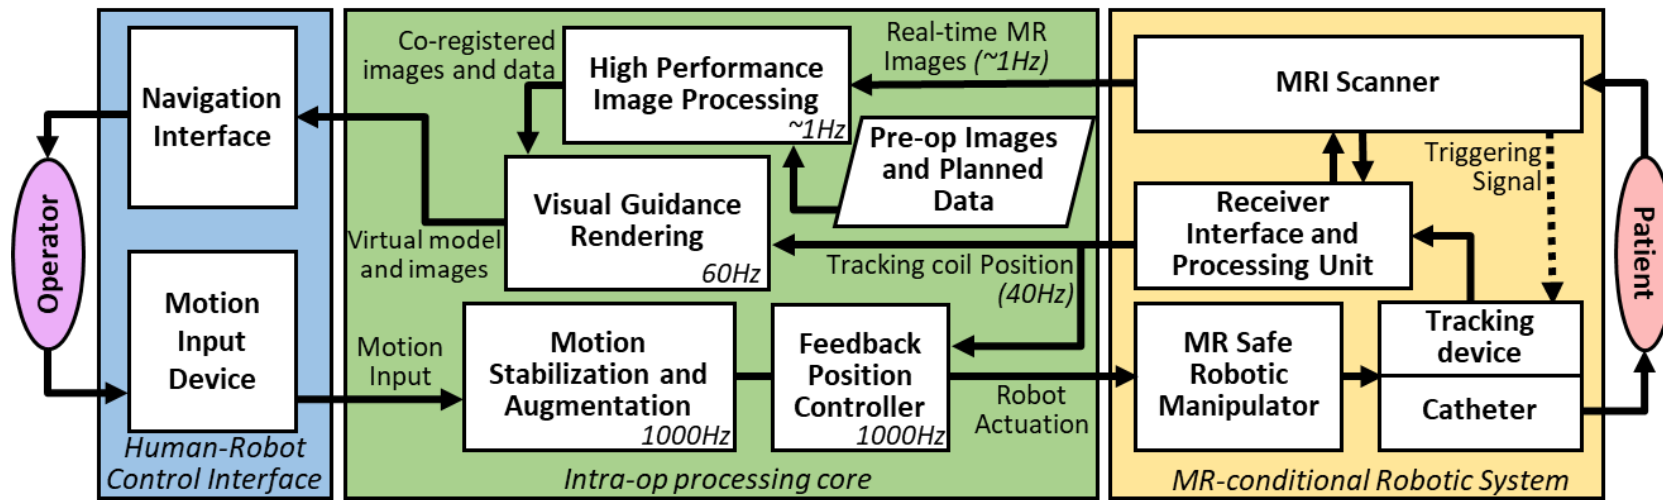 Operator
Navigation
Interface
Motion
Input
Device
Human-Robot
Control Interface
Co-registered
images and data
High Performance
Image Processing
~1Hz
Real-time MR
Images (~1Hz)
Pre-op Images
and Planned
Data
Visual Guidance
Rendering
60Hz
Virtual model
and images
Tracking coil Position
(40Hz)
Motion
Input
Motion
Stabilization and
Augmentation
1000Hz
Feedback
Position
Controller
1000Hz
Robot
Actuation
Intra-op processing core
MRI Scanner
Triggering
Signal
Receiver
Interface and
Processing Unit
MR Safe
Robotic
Manipulator
Tracking
device
Catheter
MR-conditional Robotic System
Patient